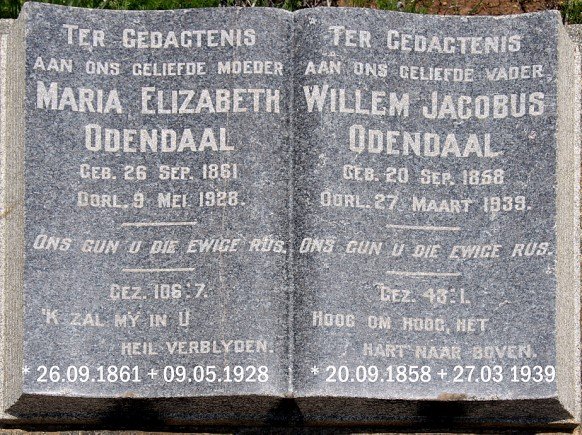 TER GEDACTENIS
AAN ONS GELIEFDE MOEDER
MARIA ELIZABETH
ODENDAAL
GEB. 26 SEP. 1861
OORL. 9 MEI 1928.
ONS GUN U DIE EWIGE RUS.
GEZ. 106:7.
'K ZAL MY IN U
HEIL VERBLYDEN.
* 26.09.1861 + 09.05.1928
TER GEDACTENIS
AAN ONS GELIEFDE VADER
WILLEM JACOBUS
ODENDAAL
GEB. 20 SEP. 1858
OORL. 27 MAART 1939.
ONS GUN U DIE EWIGE RUS.
GEZ. 43:1.
HOOG OM HOOG, HET
HART NAAR BOVEN.
* 20.09.1858 + 27.03 1939